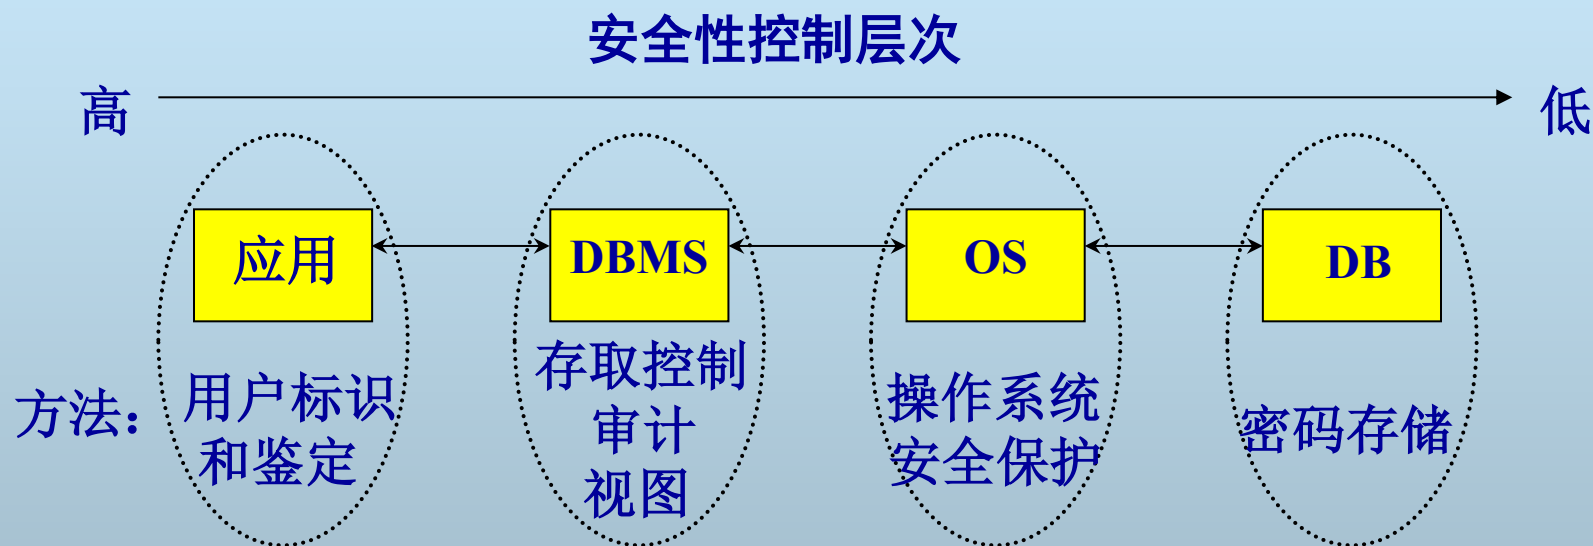 安全性控制层次
高
低
应用
DBMS
OS
DB
方法：
用户标识
和鉴定
存取控制
审计
视图
操作系统
安全保护
密码存储